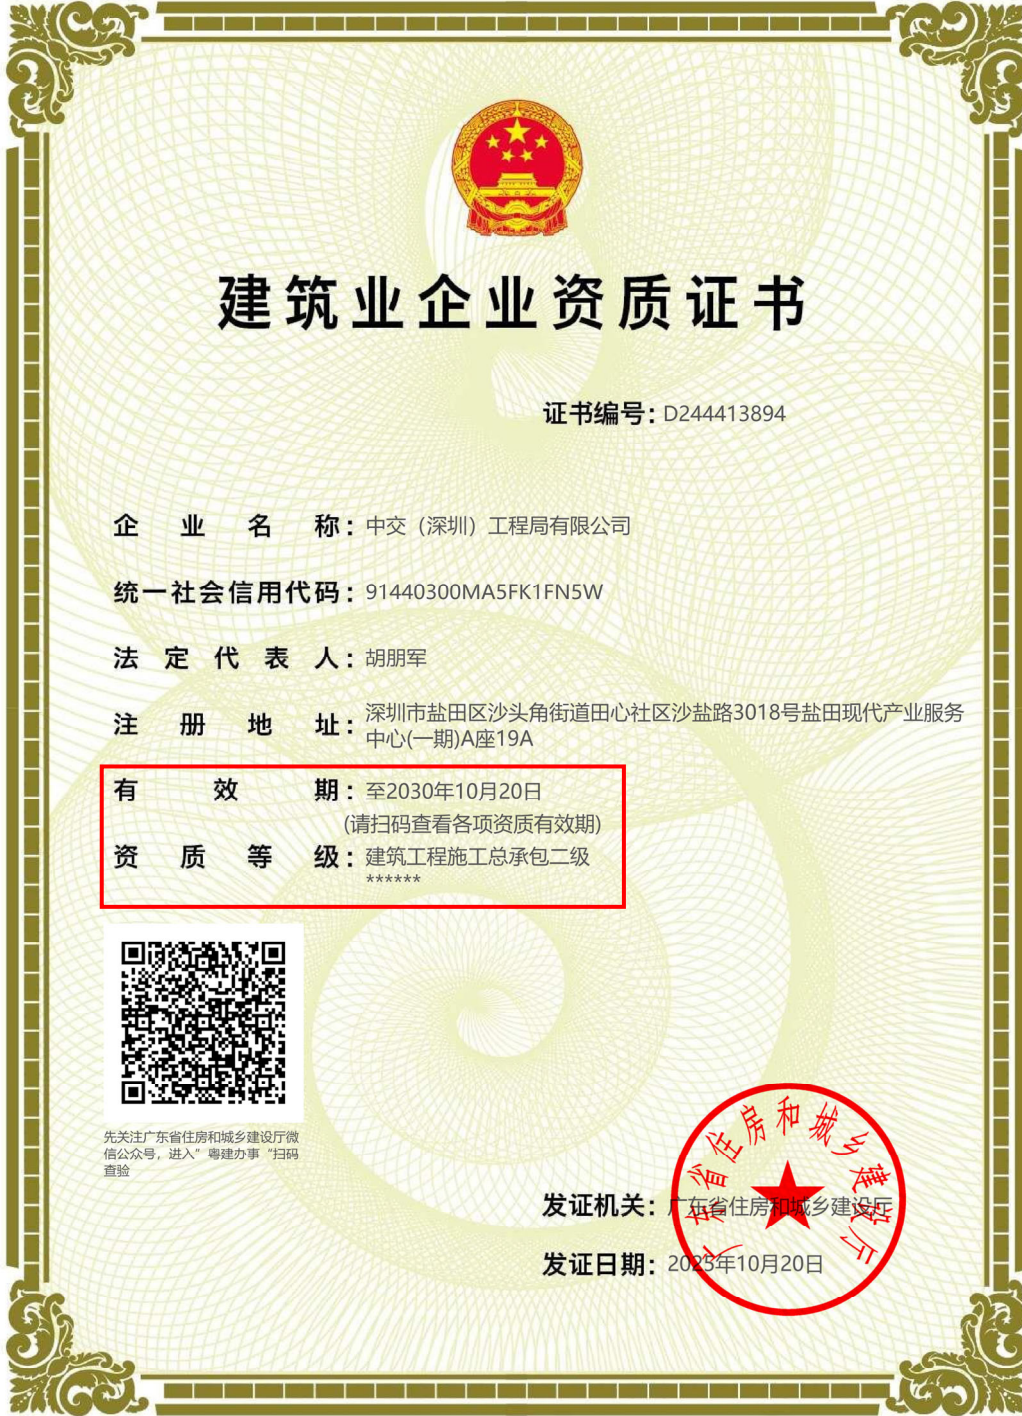 建筑业企业资质证书
证书编号：D244413894
企业名称：中交（深圳）工程局有限公司
统一社会信用代码：91440300MA5FK1FN5W
法定代表人：胡朋军
注册地址：深圳市盐田区沙头角街道田心社区沙盐路3018号盐田现代产业服务
中心(一期)A座19A
有效期：至2030年10月20日
(请扫码查看各项资质有效期)
资质等级：建筑工程施工总承包二级
******
先关注广东省住房和城乡建设厅微
信公众号，进入”粤建办事“扫码
查验
广东省住房和城乡建设厅
发证机关：广东省住房和城乡建设厅
发证日期：2025年10月20日